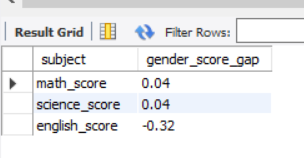 Result Grid Filter Rows:
subject gender_score_gap
math_score 0.04
science_score 0.04
english_score -0.32